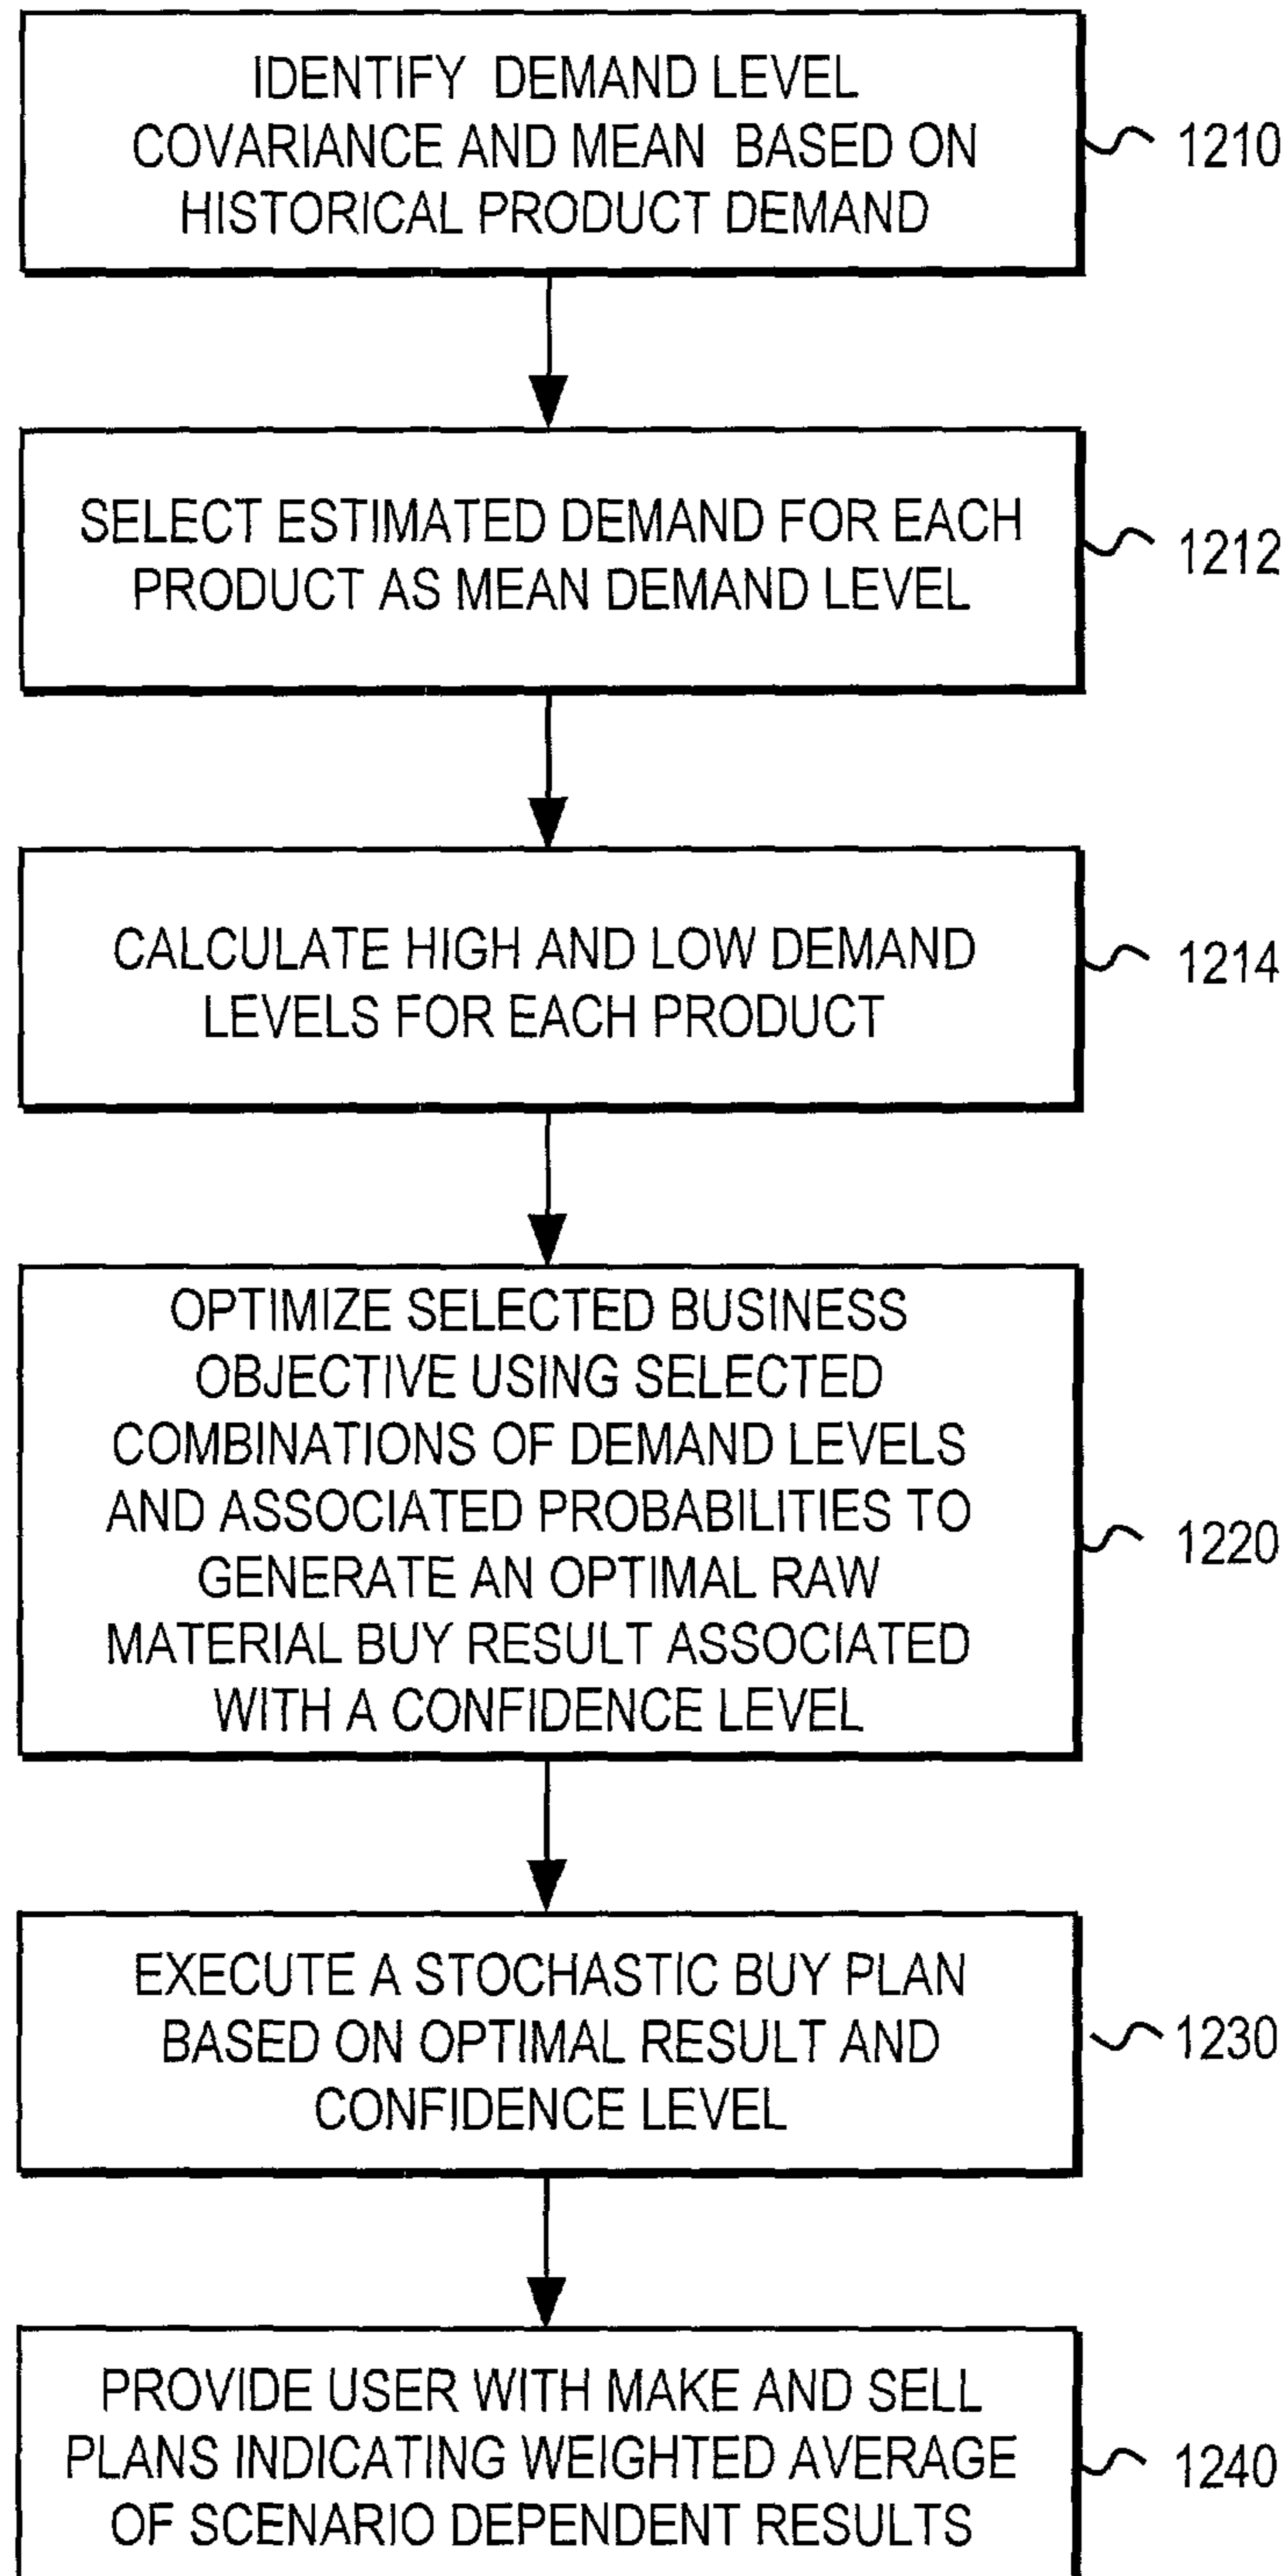 IDENTIFY DEMAND LEVEL
COVARIANCE AND MEAN BASED ON
HISTORICAL PRODUCT DEMAND
1210
SELECT ESTIMATED DEMAND FOR EACH
PRODUCT AS MEAN DEMAND LEVEL
1212
CALCULATE HIGH AND LOW DEMAND
LEVELS FOR EACH PRODUCT
1214
OPTIMIZE SELECTED BUSINESS
OBJECTIVE USING SELECTED
COMBINATIONS OF DEMAND LEVELS
AND ASSOCIATED PROBABILITIES TO
GENERATE AN OPTIMAL RAW
MATERIAL BUY RESULT ASSOCIATED
WITH A CONFIDENCE LEVEL
1220
EXECUTE A STOCHASTIC BUY PLAN
BASED ON OPTIMAL RESULT AND
CONFIDENCE LEVEL
1230
PROVIDE USER WITH MAKE AND SELL
PLANS INDICATING WEIGHTED AVERAGE
OF SCENARIO DEPENDENT RESULTS
1240